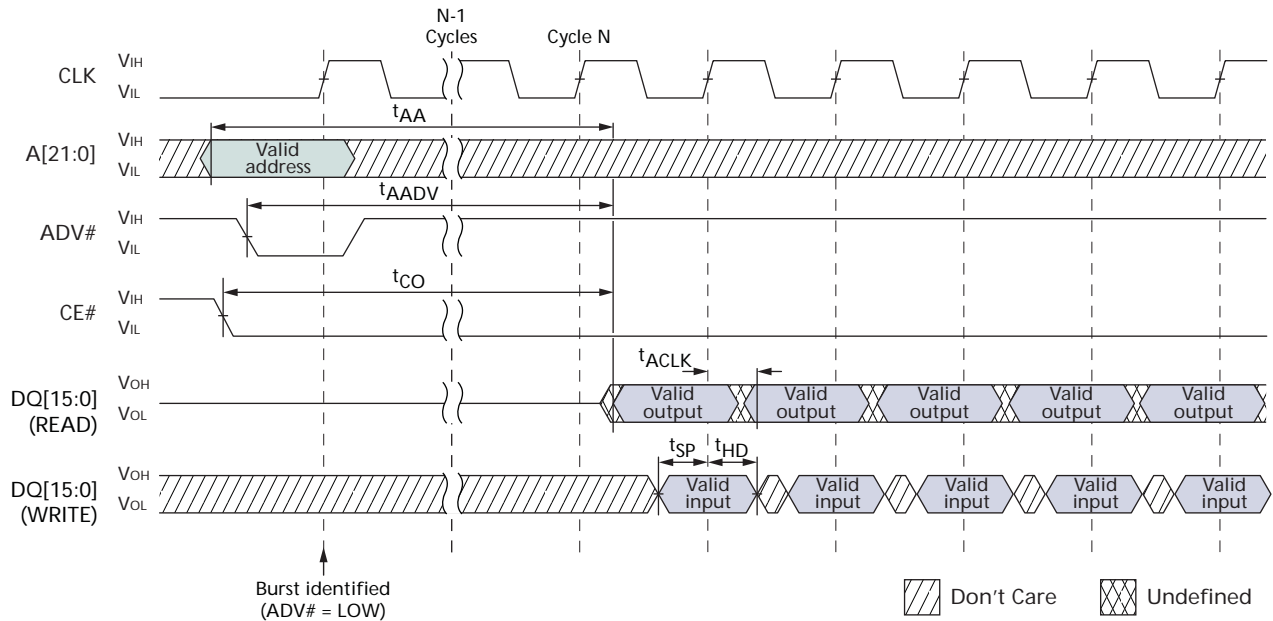 N-1
Cycles
Cycle N
CLK
VIH
VIL
tAA
A[21:0]
VIH
VIL
Valid
address
tAADV
ADV#
VIH
VIL
tCO
CE#
VIH
VIL
tACLK
DQ[15:0]
(READ)
VOH
VOL
Valid
output
Valid
output
Valid
output
Valid
output
Valid
output
tSP
tHD
DQ[15:0]
(WRITE)
VOH
VOL
Valid
input
Valid
input
Valid
input
Valid
input
Valid
input
Burst identified
(ADV# = LOW)
Don't Care
Undefined